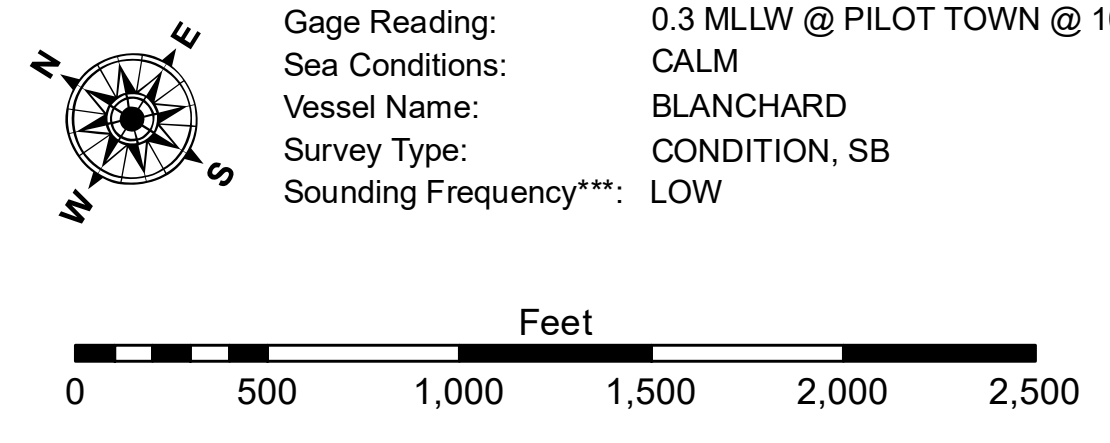 N
E
S
W
Gage Reading: 0.3 MLLW @ PILOT TOWN @
Sea Conditions: CALM
Vessel Name: BLANCHARD
Survey Type: CONDITION, SB
Sounding Frequency***: LOW
Feet
0 500 1,000 1,500 2,000 2,500